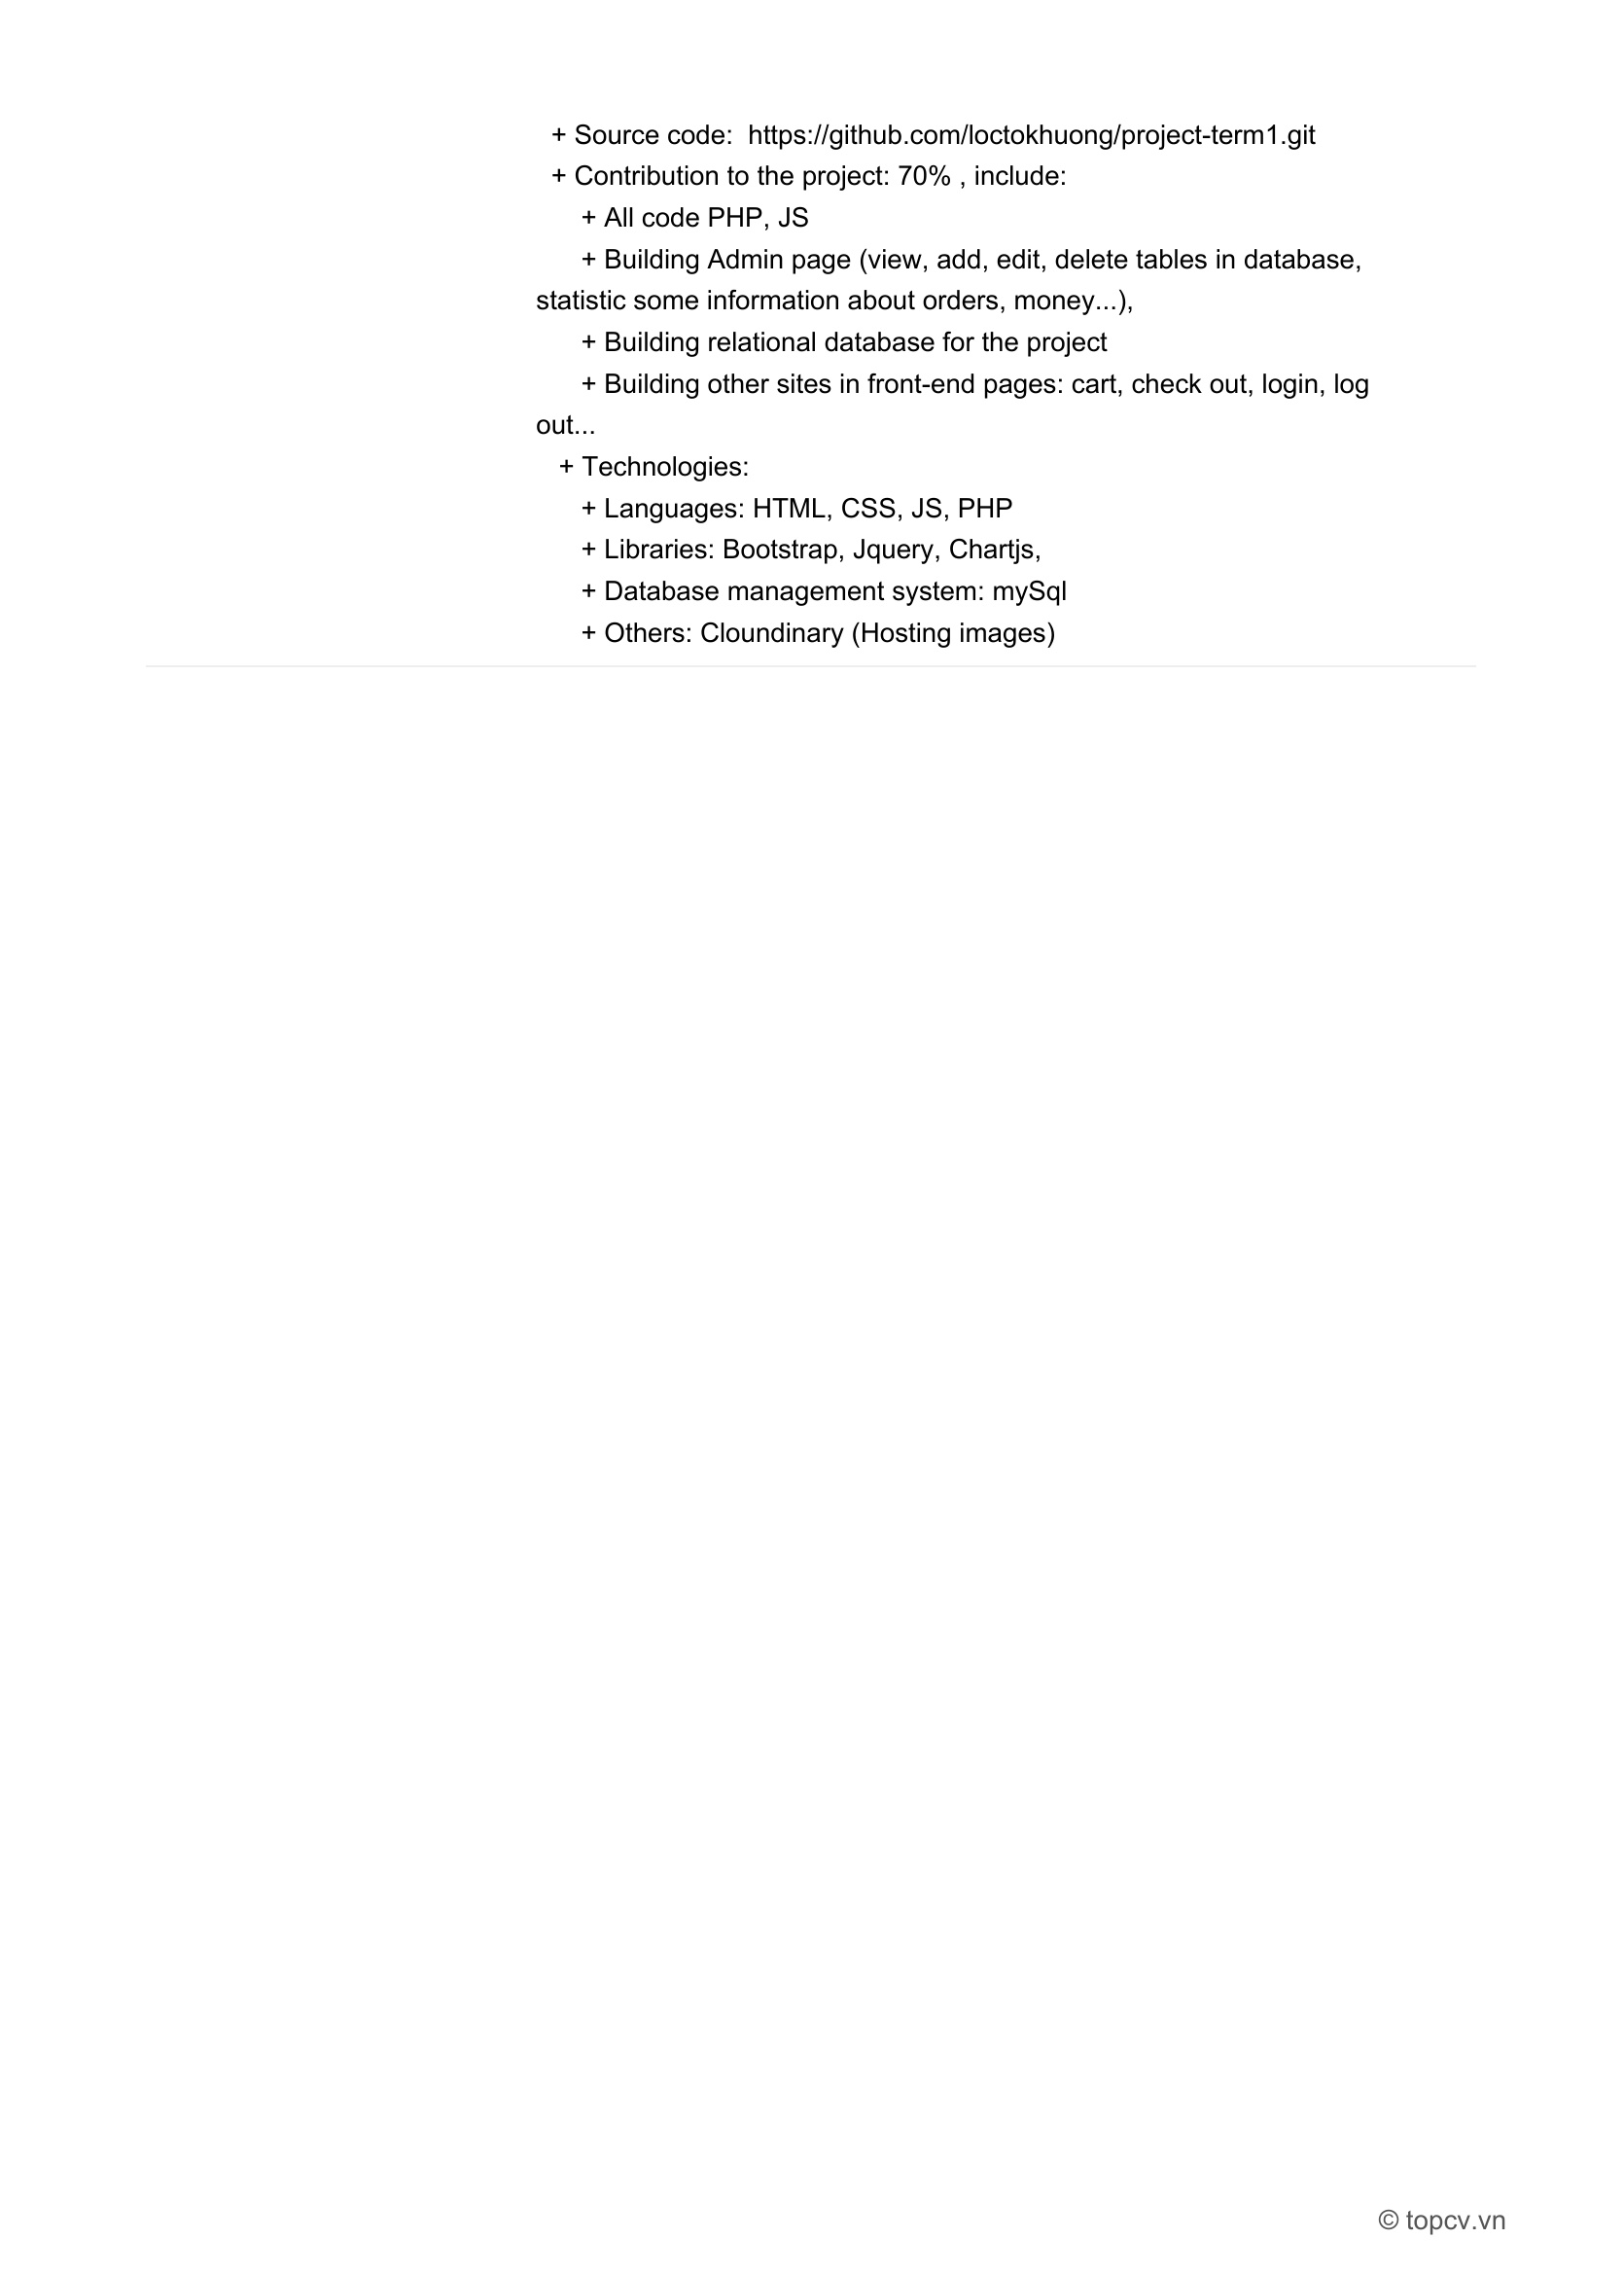 + Source code:  https://github.com/loctokhuong/project-term1.git
+ Contribution to the project: 70% , include:
+ All code PHP, JS
+ Building Admin page (view, add, edit, delete tables in database,
statistic some information about orders, money...),
+ Building relational database for the project
+ Building other sites in front-end pages: cart, check out, login, log
out...
+ Technologies:
+ Languages: HTML, CSS, JS, PHP
+ Libraries: Bootstrap, Jquery, Chartjs,
+ Database management system: mySql
+ Others: Cloundinary (Hosting images)
© topcv.vn